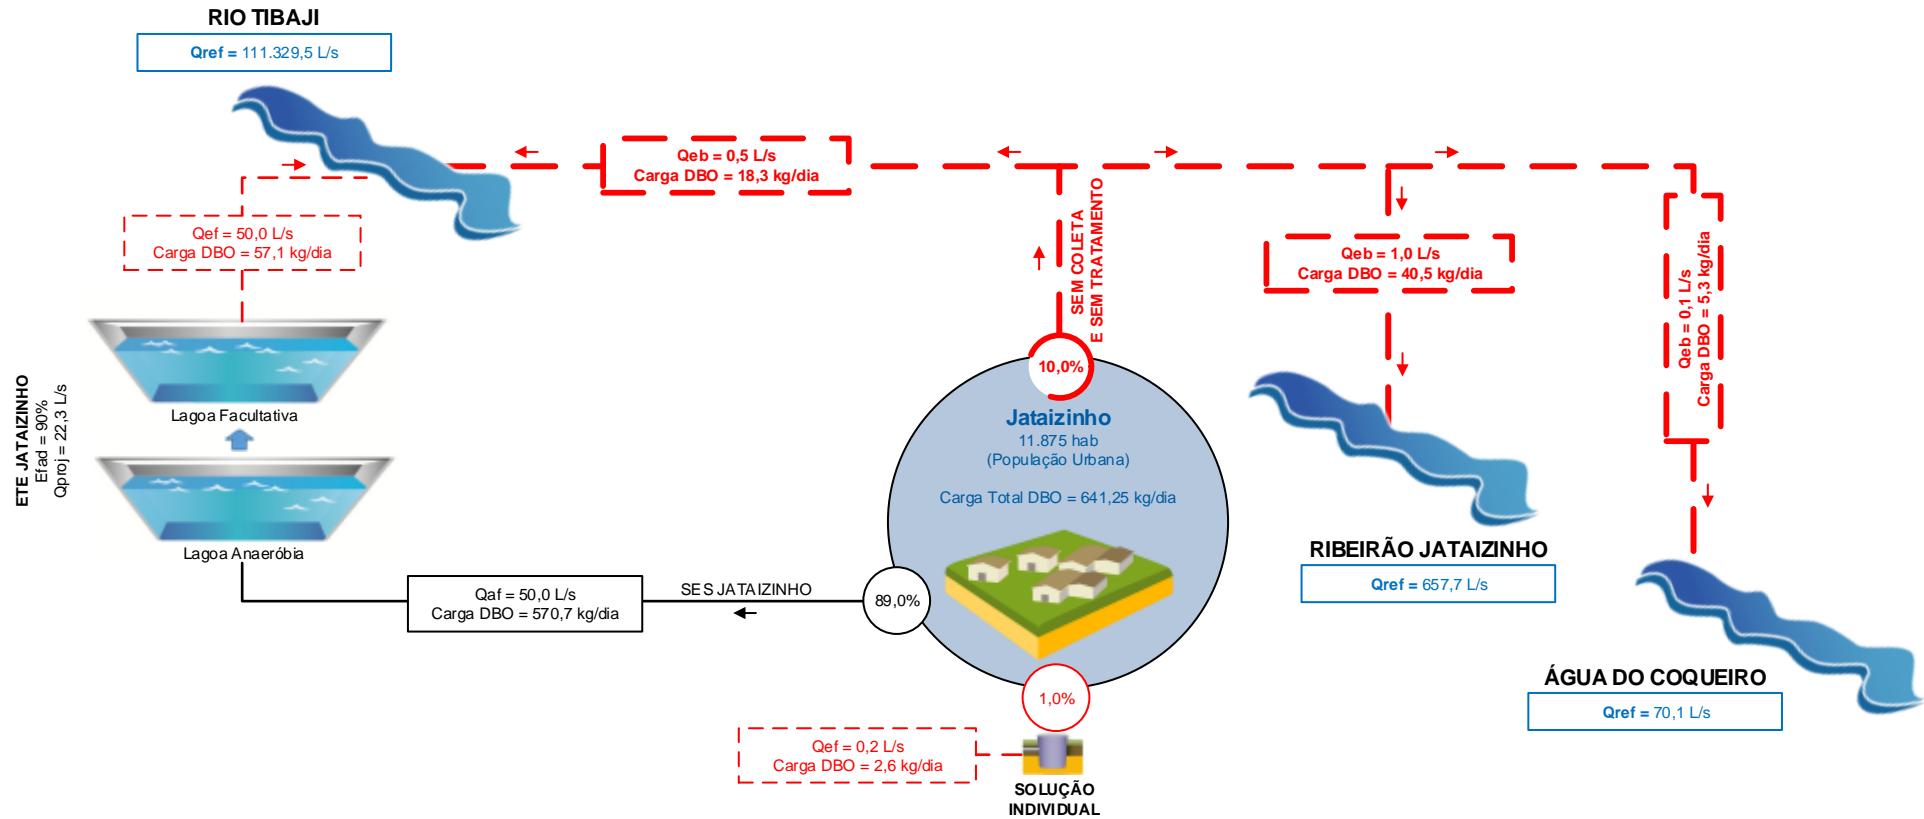 RIO TIBAJI
Qref = 111.329,5 L/s
Qeb = 0,5 L/s
Carga DBO = 18,3 kg/dia
Qef = 50,0 L/s
Carga DBO = 57,1 kg/dia
SEM COLETA
E SEM TRATAMENTO
Qeb = 1,0 L/s
Carga DBO = 40,5 kg/dia
Qeb = 0,1 L/s
Carga DBO = 5,3 kg/dia
ETE JATAIZINHO
Efad = 90%
Qproj = 22,3 L/s
Lagoa Facultativa
Lagoa Anaeróbia
10,0%
Jataizinho
11.875 hab
(População Urbana)
Carga Total DBO = 641,25 kg/dia
RIBEIRÃO JATAIZINHO
Qref = 657,7 L/s
Qaf = 50,0 L/s
Carga DBO = 570,7 kg/dia
SES JATAIZINHO
89,0%
ÁGUA DO COQUEIRO
Qref = 70,1 L/s
1,0%
Qef = 0,2 L/s
Carga DBO = 2,6 kg/dia
SOLUÇÃO
INDIVIDUAL